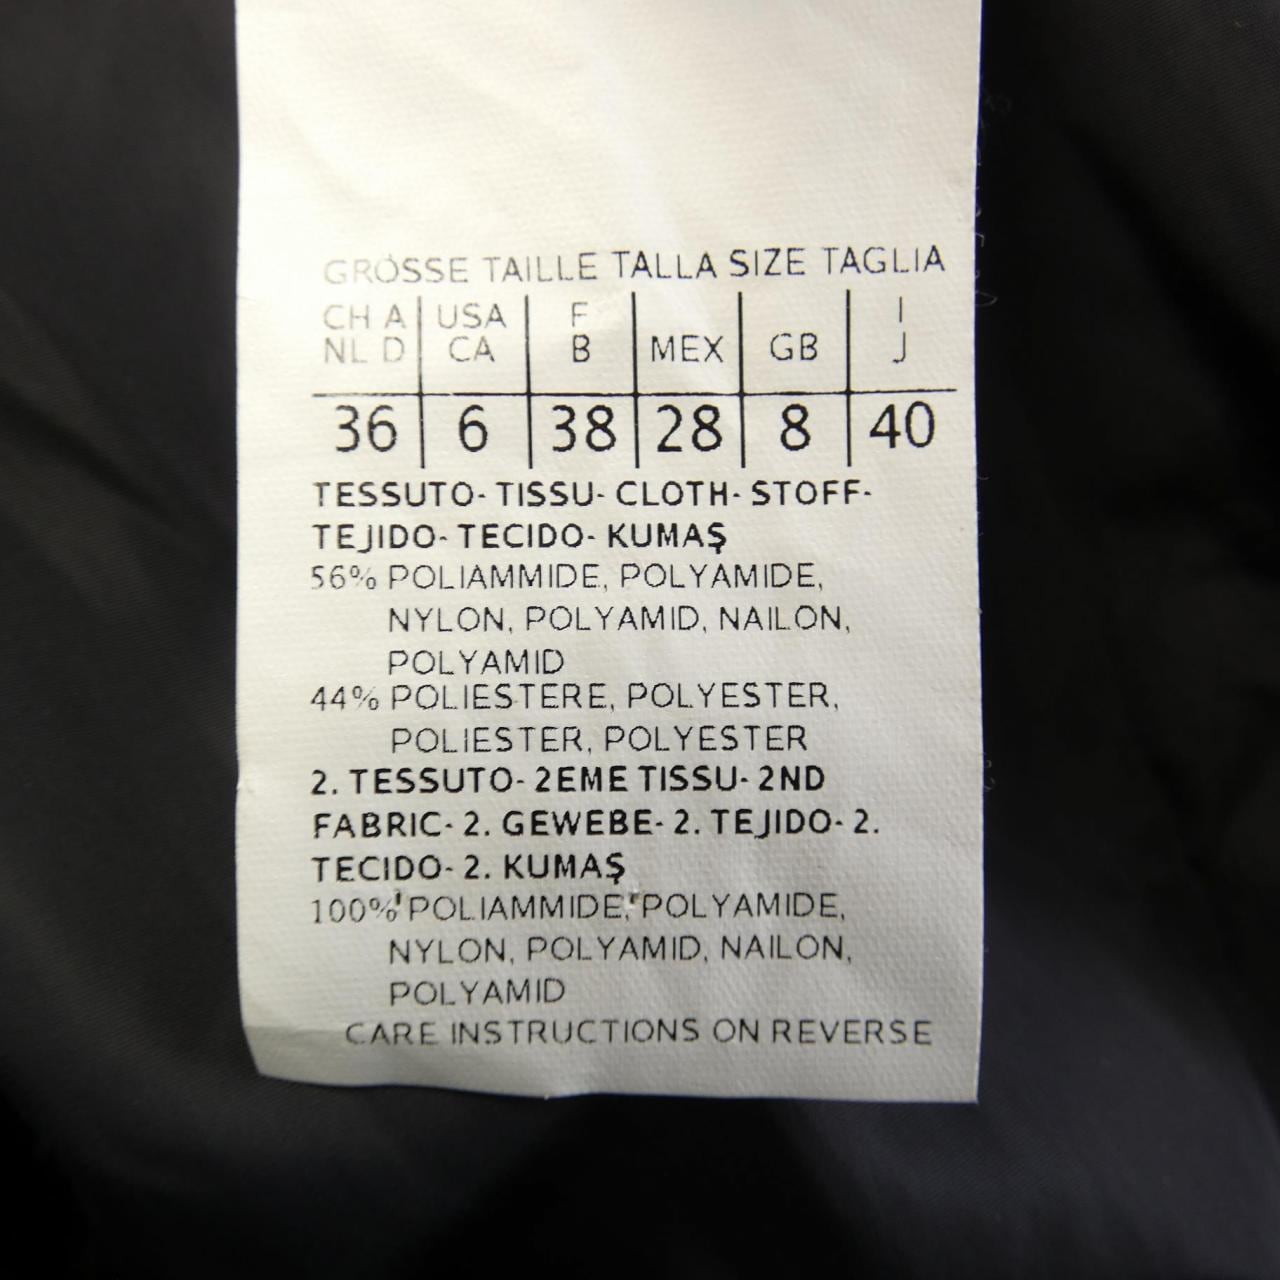 GRÖSSE TAILLE TALLA SIZE TAGLIA
CH A USA F I
NL D CA B MEX GB J
36 6 38 28 8 40
TESSUTO- TISSU- CLOTH- STOFF-
TEJIDO- TECIDO- KUMAŞ
56% POLIAMMIDE, POLYAMIDE,
NYLON, POLYAMID, NAILON,
POLYAMID
44% POLIESTERE, POLYESTER,
POLIESTER, POLYESTER
2. TESSUTO- 2EME TISSU- 2ND
FABRIC- 2. GEWEBE- 2. TEJIDO- 2.
TECIDO- 2. KUMAŞ
100% POLIAMMIDE, POLYAMIDE,
NYLON, POLYAMID, NAILON,
POLYAMID
CARE INSTRUCTIONS ON REVERSE